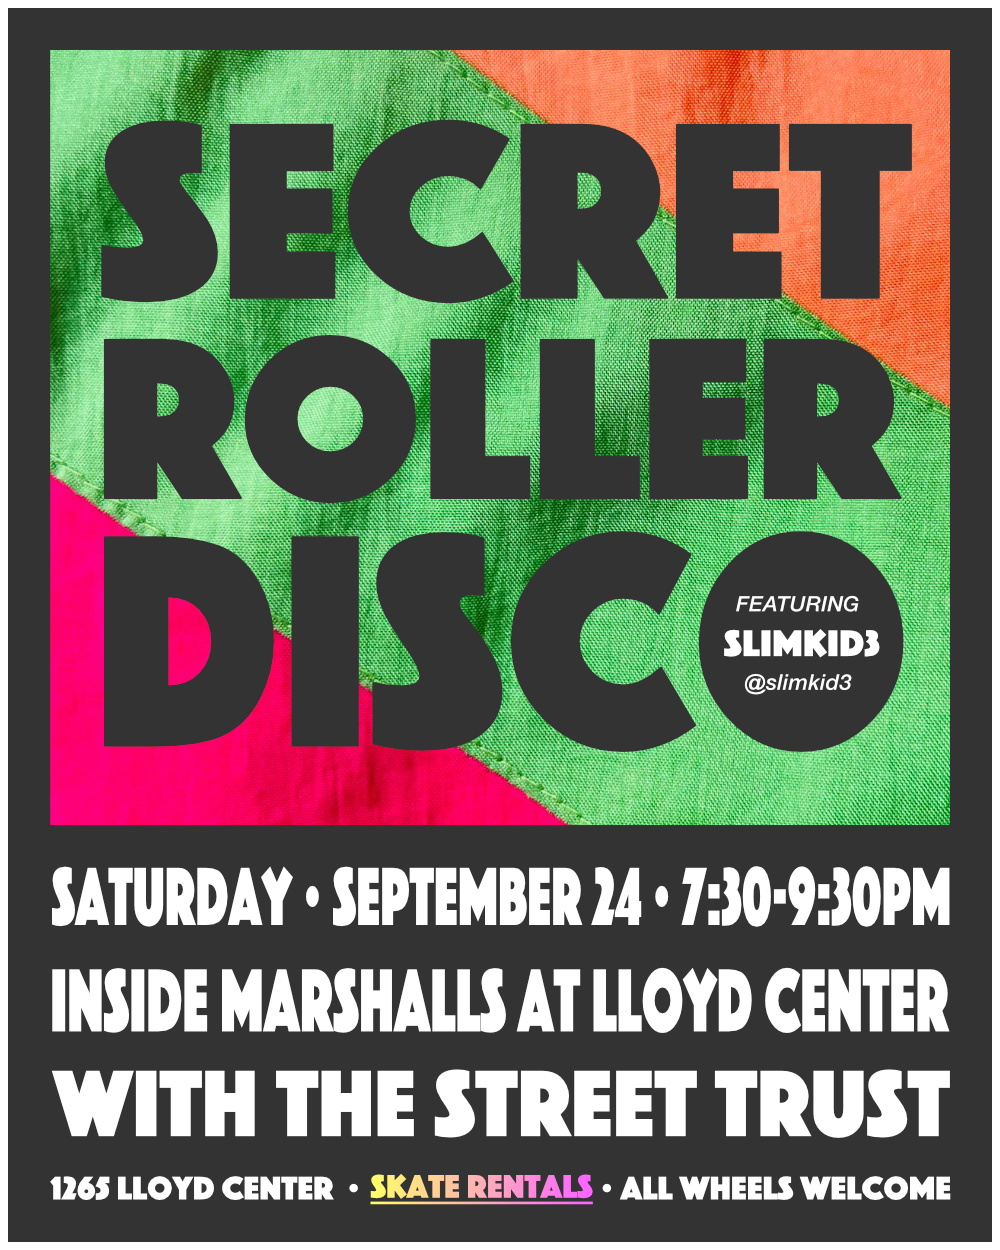 SECRET
ROLLER
DISCO
FEATURING
SLIMKID3
@slimkid3
SATURDAY • SEPTEMBER 24 • 7:30-9:30PM
INSIDE MARSHALLS AT LLOYD CENTER
WITH THE STREET TRUST
1265 LLOYD CENTER • SKATE RENTALS • ALL WHEELS WELCOME